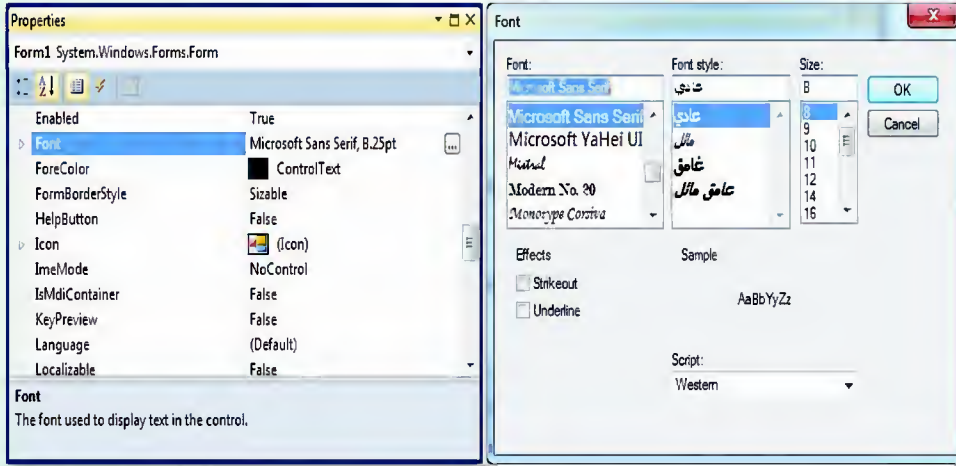 Properties
Form1 System.Windows.Forms.Form
Enabled True
Font Microsoft Sans Serif, 8.25pt ...
ForeColor ControlText
FormBorderStyle Sizable
HelpButton False
Icon (Icon)
ImeMode NoControl
IsMdiContainer False
KeyPreview False
Language (Default)
Localizable False
Font
The font used to display text in the control.
Font
Font:
Microsoft Sans Serif
Microsoft Sans Serif
Microsoft YaHei UI
Mistral
Modern No. 20
Monotype Corsiva
Font style:
عادي
عادي
مائل
غامق
غامق مائل
Size:
8
8
9
10
11
12
14
16
OK
Cancel
Effects
Strikeout
Underline
Sample
AaBbYyZz
Script:
Western